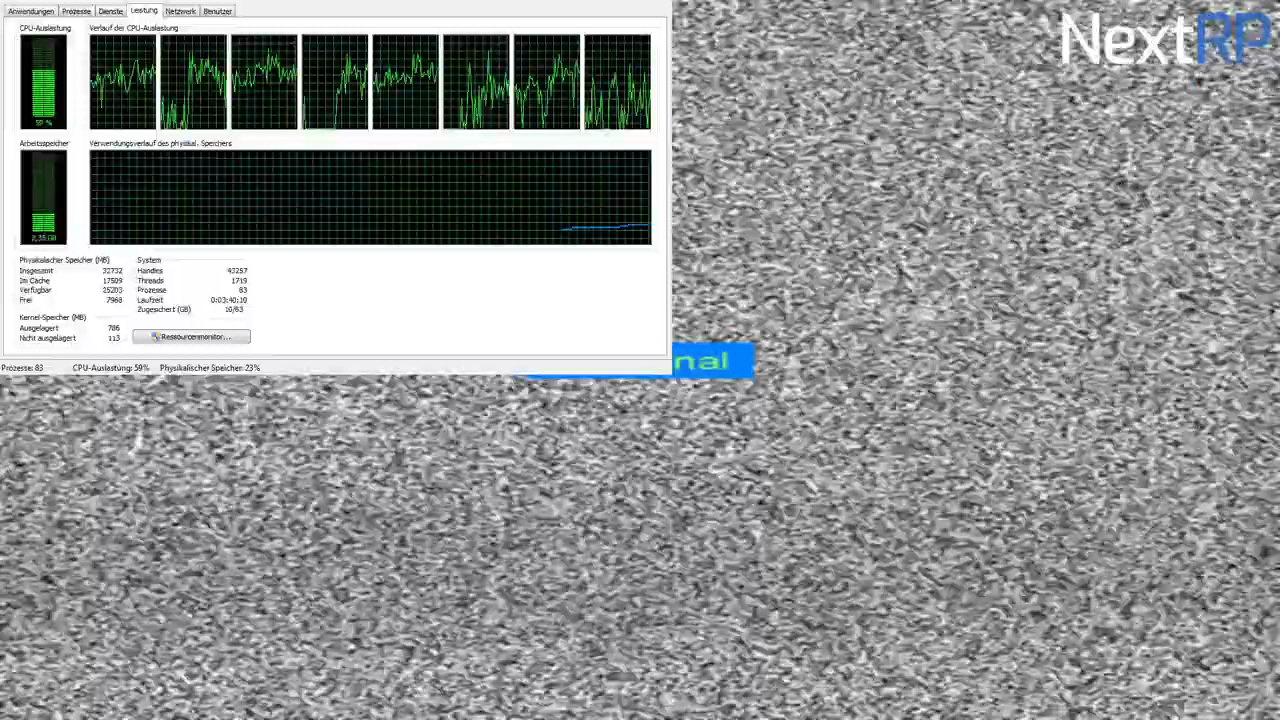 Anwendungen Prozesse Dienste Leistung Netzwerk Benutzer
CPU-Auslastung Verlauf der CPU-Auslastung
NextRP
Arbeitsspeicher Verwendungsverlauf des physikal. Speichers
Physikalischer Speicher (MB) System
Insgesamt 32732 Handles 43257
Im Cache 17509 Threads 1719
Verfügbar 25203 Prozesse 83
Frei 7968 Laufzeit 0:03:40:10
Zugesichert (GB) 10/63
Kernel-Speicher (MB)
Ausgelagert 786
Nicht ausgelagert 113 Ressourcenmonitor...
nal
Prozesse: 83 CPU-Auslastung: 59% Physikalischer Speicher: 23%